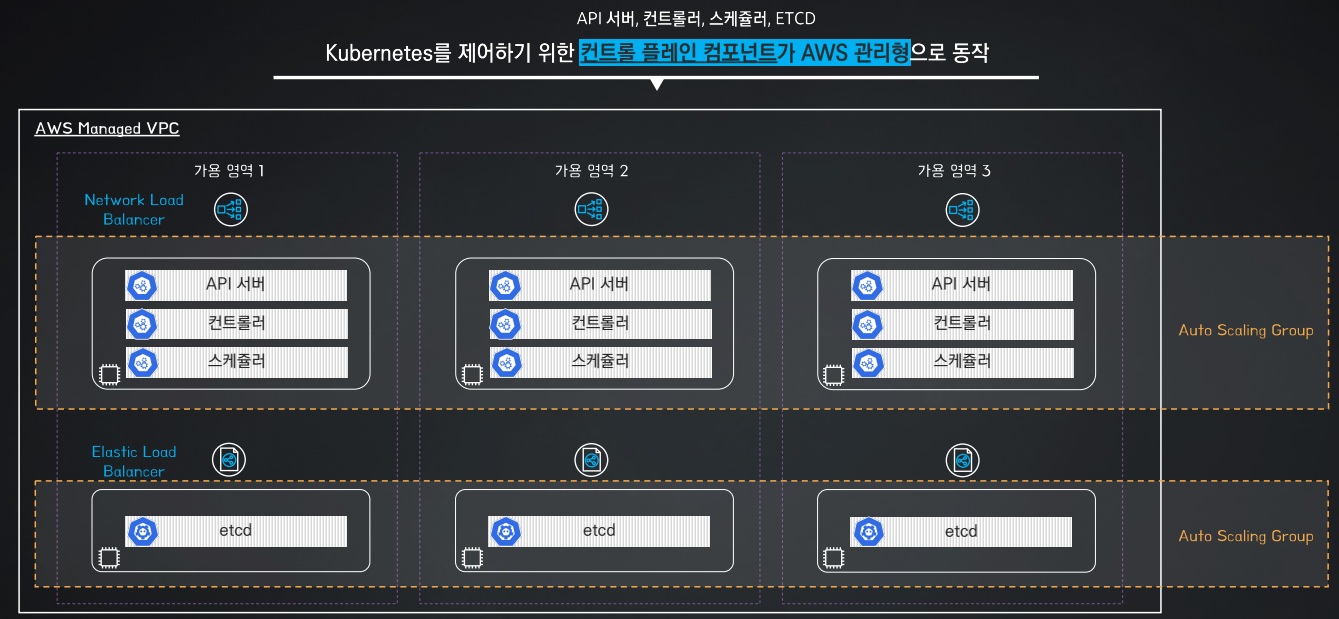 API 서버, 컨트롤러, 스케쥴러, ETCD
Kubernetes를 제어하기 위한 컨트롤 플레인 컴포넌트가 AWS 관리형으로 동작
AWS Managed VPC
가용 영역 1
가용 영역 2
가용 영역 3
Network Load
Balancer
API 서버
컨트롤러
스케쥴러
API 서버
컨트롤러
스케쥴러
API 서버
컨트롤러
스케쥴러
Auto Scaling Group
Elastic Load
Balancer
etcd
etcd
etcd
Auto Scaling Group